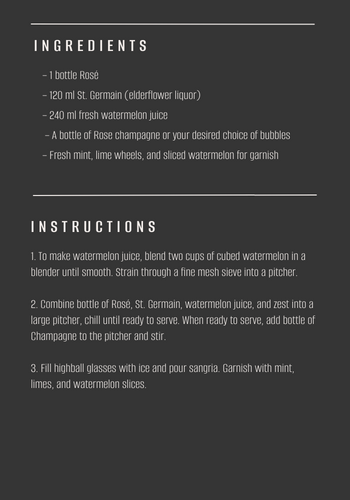 INGREDIENTS
– 1 bottle Rosé
– 120 ml St. Germain (elderflower liquor)
– 240 ml fresh watermelon juice
– A bottle of Rose champagne or your desired choice of bubbles
– Fresh mint, lime wheels, and sliced watermelon for garnish
INSTRUCTIONS
1. To make watermelon juice, blend two cups of cubed watermelon in a
blender until smooth. Strain through a fine mesh sieve into a pitcher.
2. Combine bottle of Rosé, St. Germain, watermelon juice, and zest into a
large pitcher, chill until ready to serve. When ready to serve, add bottle of
Champagne to the pitcher and stir.
3. Fill highball glasses with ice and pour sangria. Garnish with mint,
limes, and watermelon slices.